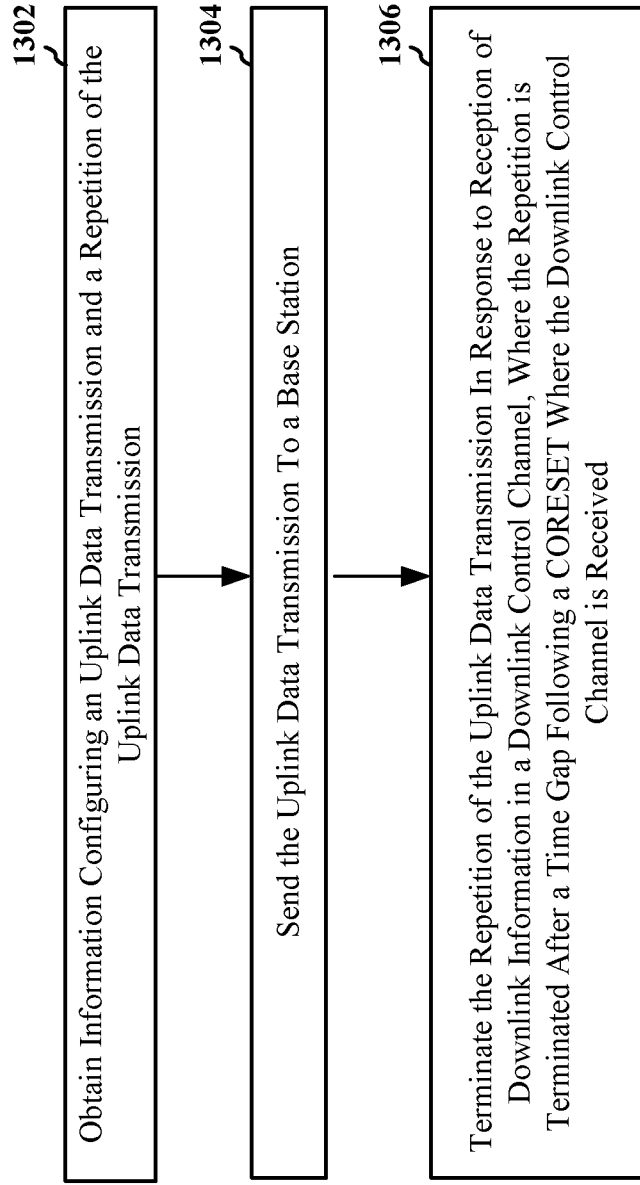 1302
Obtain Information Configuring an Uplink Data Transmission and a Repetition of the
Uplink Data Transmission
1304
Send the Uplink Data Transmission To a Base Station
1306
Terminate the Repetition of the Uplink Data Transmission In Response to Reception of
Downlink Information in a Downlink Control Channel, Where the Repetition is
Terminated After a Time Gap Following a CORESET Where the Downlink Control
Channel is Received